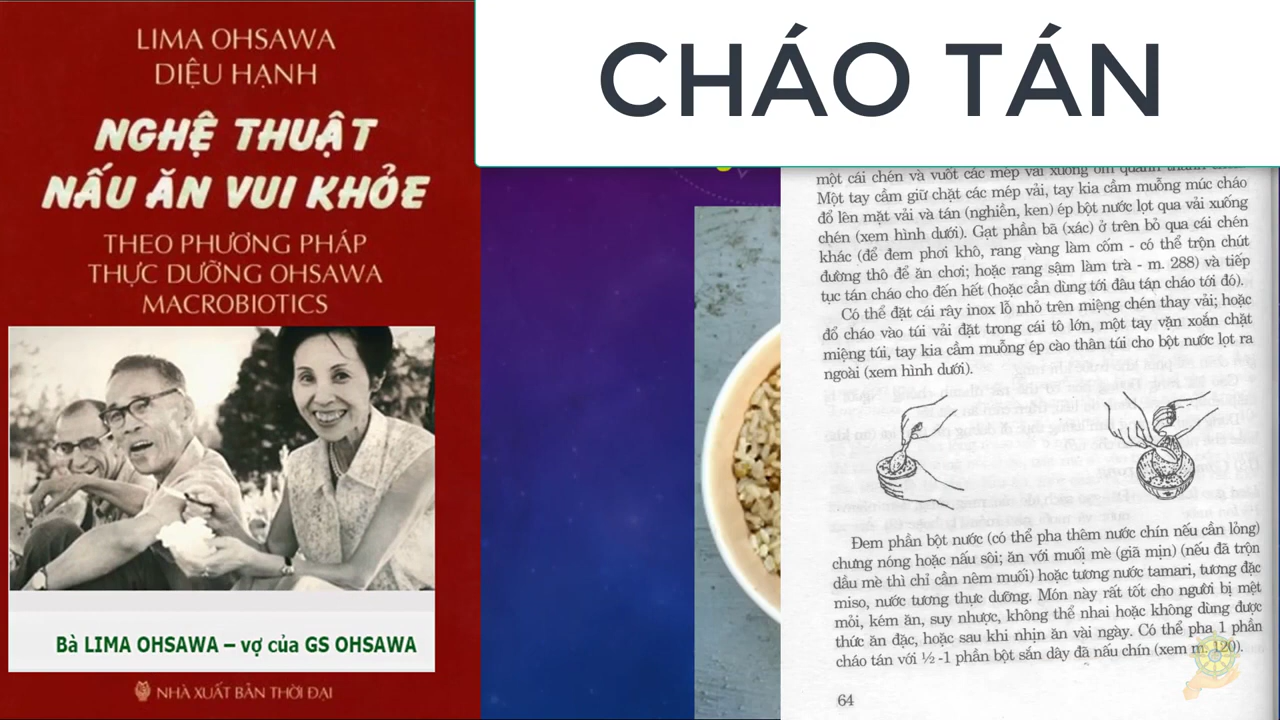 LIMA OHSAWA
DIỆU HẠNH
NGHỆ THUẬT
NẤU ĂN VUI KHỎE
THEO PHƯƠNG PHÁP
THỰC DƯỠNG OHSAWA
MACROBIOTICS
Bà LIMA OHSAWA – vợ của GS OHSAWA
NHÀ XUẤT BẢN THỜI ĐẠI
CHÁO TÁN
một cái chén và vuốt các mép vải xuống ôm quanh thành
Một tay cầm giữ chặt các mép vải, tay kia cầm muỗng múc cháo
đổ lên mặt vải và tán (nghiền, ken) ép bột nước lọt qua vải xuống
chén (xem hình dưới). Gạt phần bã (xác) ở trên bỏ qua cái chén
khác (để đem phơi khô, rang vàng làm cốm - có thể trộn chút
đường thô để ăn chơi; hoặc rang sậm làm trà - m. 288) và tiếp
tục tán cháo cho đến hết (hoặc cần dùng tới đâu tán cháo tới đó).
Có thể đặt cái rây inox lỗ nhỏ trên miệng chén thay vải; hoặc
đổ cháo vào túi vải đặt trong cái tô lớn, một tay vặn xoắn chặt
miệng túi, tay kia cầm muỗng ép cào thân túi cho bột nước lọt ra
ngoài (xem hình dưới).
Đem phần bột nước (có thể pha thêm nước chín nếu cần lỏng)
chưng nóng hoặc nấu sôi; ăn với muối mè (giã mịn) (nếu đã trộn
dầu mè thì chỉ cần nêm muối) hoặc tương nước tamari, tương đặc
miso, nước tương thực dưỡng. Món này rất tốt cho người bị mệt
mỏi, kém ăn, suy nhược, không thể nhai hoặc không dùng được
thức ăn đặc, hoặc sau khi nhịn ăn vài ngày. Có thể pha 1 phần
cháo tán với ½ -1 phần bột sắn dây đã nấu chín (xem m. 120).
64